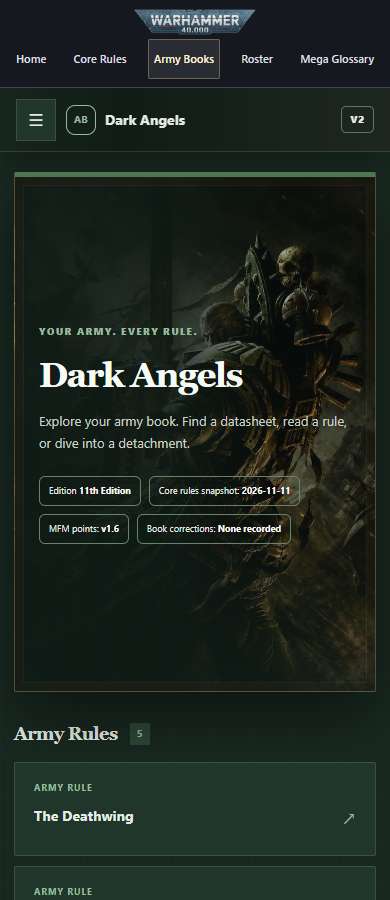 WARHAMMER
40,000
Home
Core Rules
Army Books
Roster
Mega Glossary
☰
AB
Dark Angels
V2
YOUR ARMY. EVERY RULE.
Dark Angels
Explore your army book. Find a datasheet, read a rule,
or dive into a detachment.
Edition 11th Edition
Core rules snapshot: 2026-11-11
MFM points: v1.6
Book corrections: None recorded
Army Rules 5
ARMY RULE
The Deathwing
↗
ARMY RULE